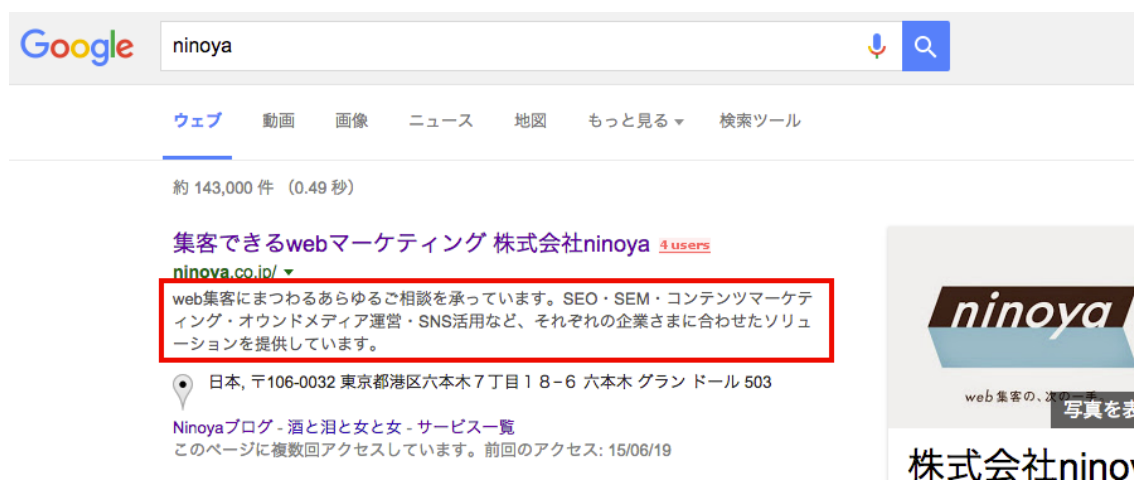 Google
ninoya
ウェブ 動画 画像 ニュース 地図 もっと見る 検索ツール
約 143,000 件 （0.49 秒）
集客できるwebマーケティング 株式会社ninoya 4 users
ninoya.co.jp/
web集客にまつわるあらゆるご相談を承っています。SEO・SEM・コンテンツマーケテ
ィング・オウンドメディア運営・SNS活用など、それぞれの企業さまに合わせたソリュ
ーションを提供しています。
日本, 〒106-0032 東京都港区六本木７丁目１８−６ 六本木 グラン ドール 503
Ninoyaブログ - 酒と泪と女と女 - サービス一覧
このページに複数回アクセスしています。前回のアクセス: 15/06/19
ninoya
web集客の、次の一手。
写真を表
株式会社ninoy